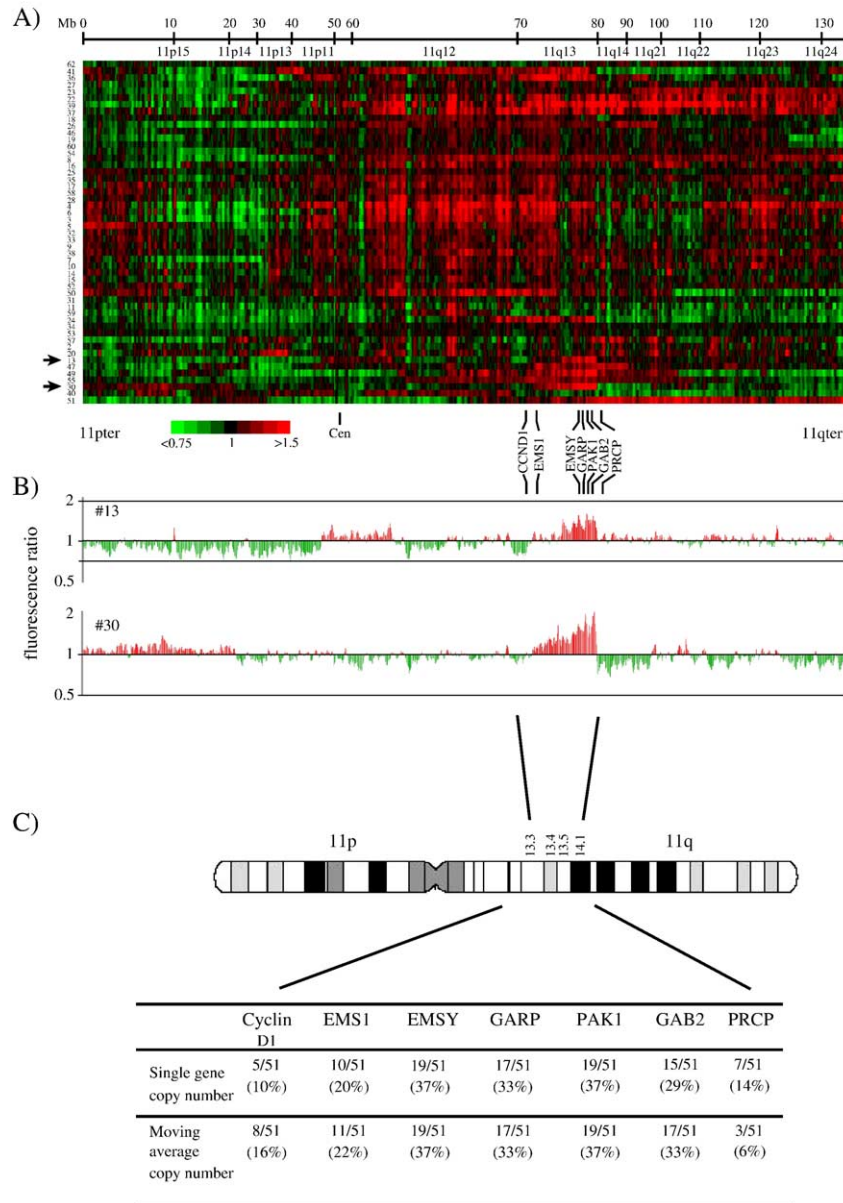 A)
Mb 0 10 20 30 40 50 60 70 80 90 100 110 120 130
11p15 11p14 11p13 11p11 11q12 11q13 11q14 11q21 11q22 11q23 11q24
11pter
<0.75 1 >1.5
Cen
CCND1
EMS1
EMSY
GARP
PAK1
GAB2
PRCP
11qter
B)
fluorescence ratio
2
#13
1
0.5
2
#30
1
0.5
C)
11p 13.3 13.4 13.5 14.1 11q
Cyclin EMS1 EMSY GARP PAK1 GAB2 PRCP
D1
Single gene 5/51 10/51 19/51 17/51 19/51 15/51 7/51
copy number (10%) (20%) (37%) (33%) (37%) (29%) (14%)
Moving 8/51 11/51 19/51 17/51 19/51 17/51 3/51
average (16%) (22%) (37%) (33%) (37%) (33%) (6%)
copy number